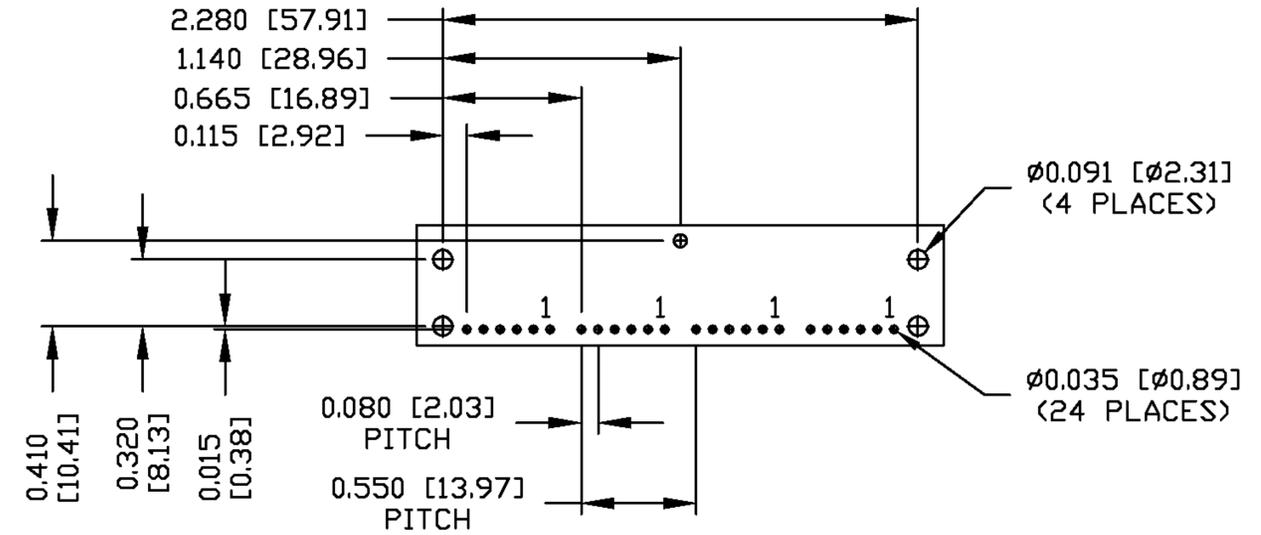 2.280 [57.91]
1.140 [28.96]
0.665 [16.89]
0.115 [2.92]
Ø0.091 [Ø2.31]
(4 PLACES)
1 1 1 1
Ø0.035 [Ø0.89]
(24 PLACES)
0.080 [2.03]
PITCH
0.550 [13.97]
PITCH
0.410
[10.41]
0.320
[8.13]
0.015
[0.38]